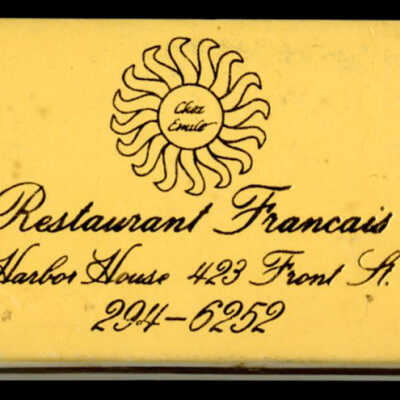 Chez
Emile
Restaurant Francais
Harbor House 423 Front St.
294-6252